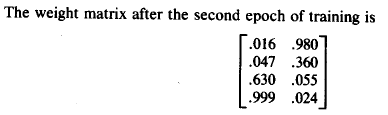 The weight matrix after the second epoch of training is
.016 .980
.047 .360
.630 .055
.999 .024